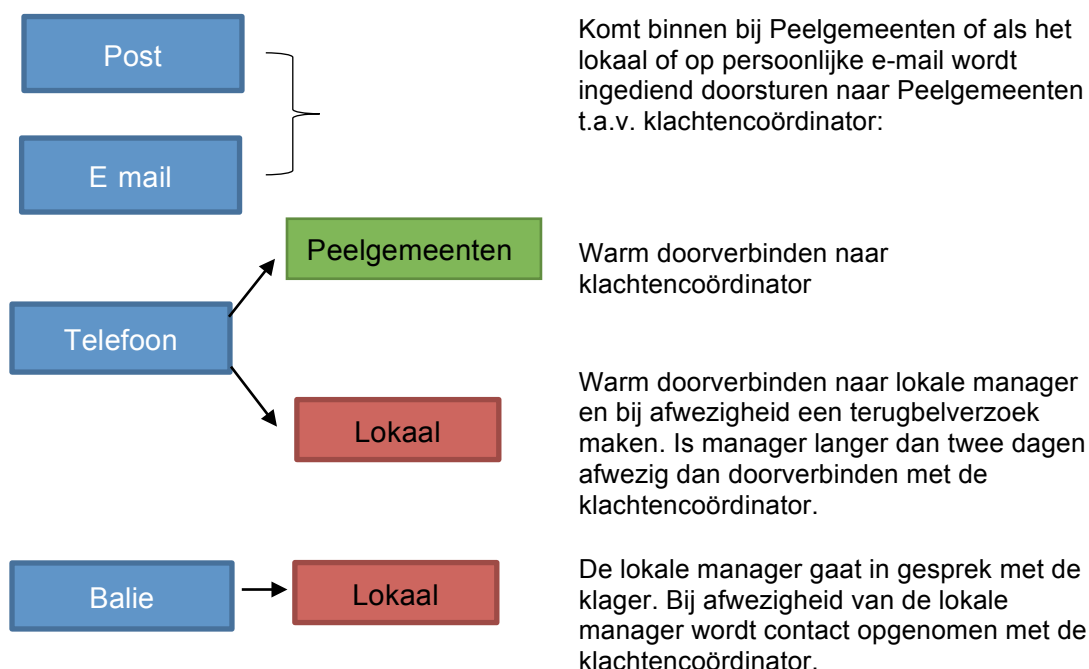 Post
E mail
Komt binnen bij Peelgemeenten of als het
lokaal of op persoonlijke e-mail wordt
ingediend doorsturen naar Peelgemeenten
t.a.v. klachtencoördinator:
Telefoon
Peelgemeenten
Warm doorverbinden naar
klachtencoördinator
Lokaal
Warm doorverbinden naar lokale manager
en bij afwezigheid een terugbelverzoek
maken. Is manager langer dan twee dagen
afwezig dan doorverbinden met de
klachtencoördinator.
Balie
Lokaal
De lokale manager gaat in gesprek met de
klager. Bij afwezigheid van de lokale
manager wordt contact opgenomen met de
klachtencoördinator.